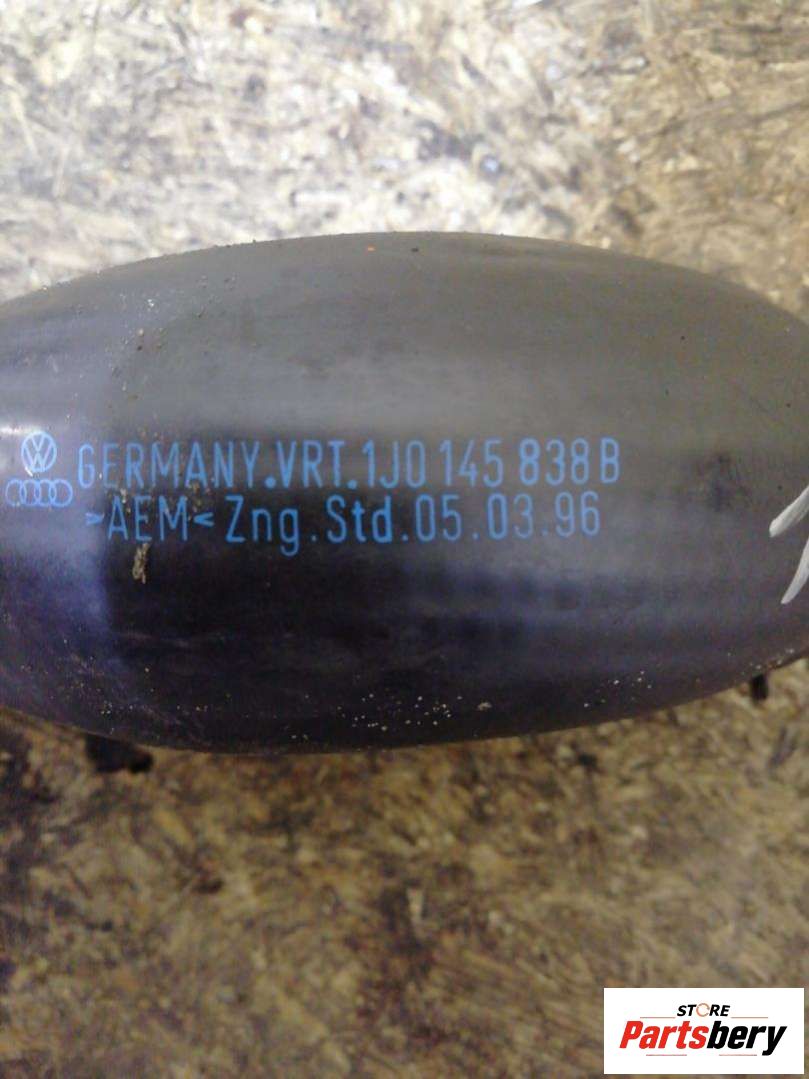 GERMANY.VRT.1J0 145 838 B
>AEM< Zng.Std.05.03.96
STORE
Partsbery